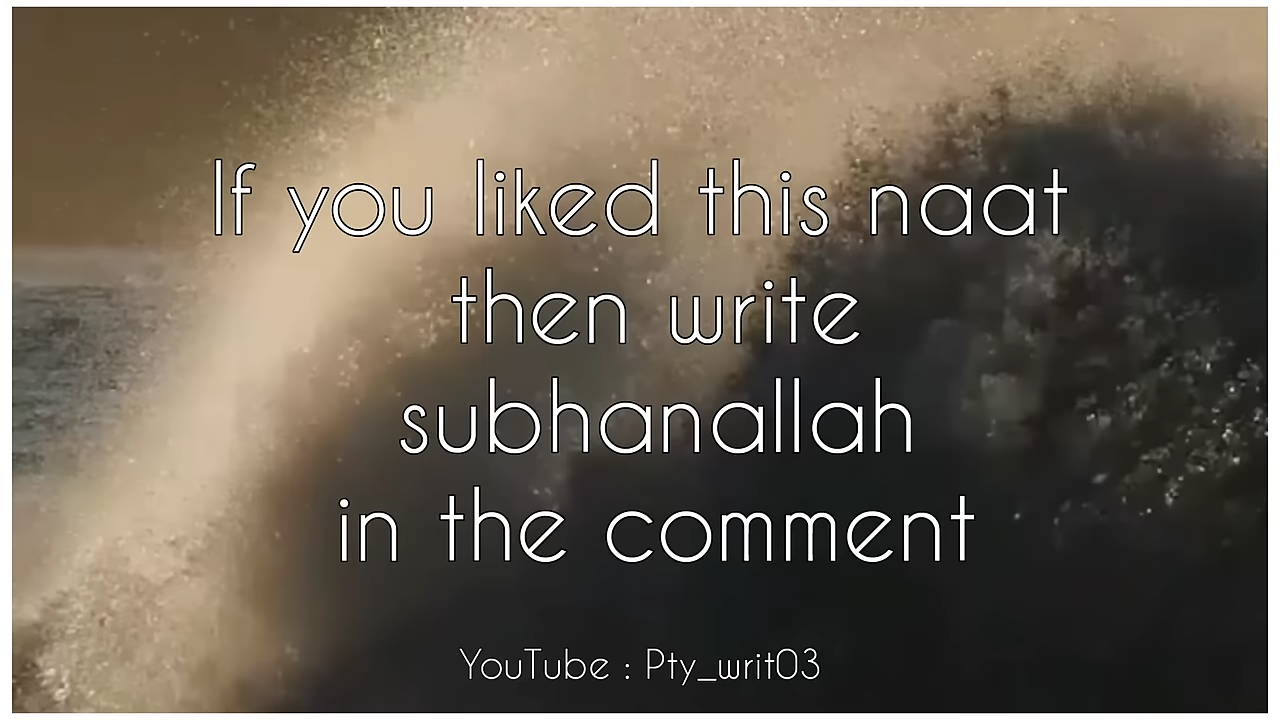 If you liked this naat
then write
subhanallah
in the comment
YouTube : Pty_writ03